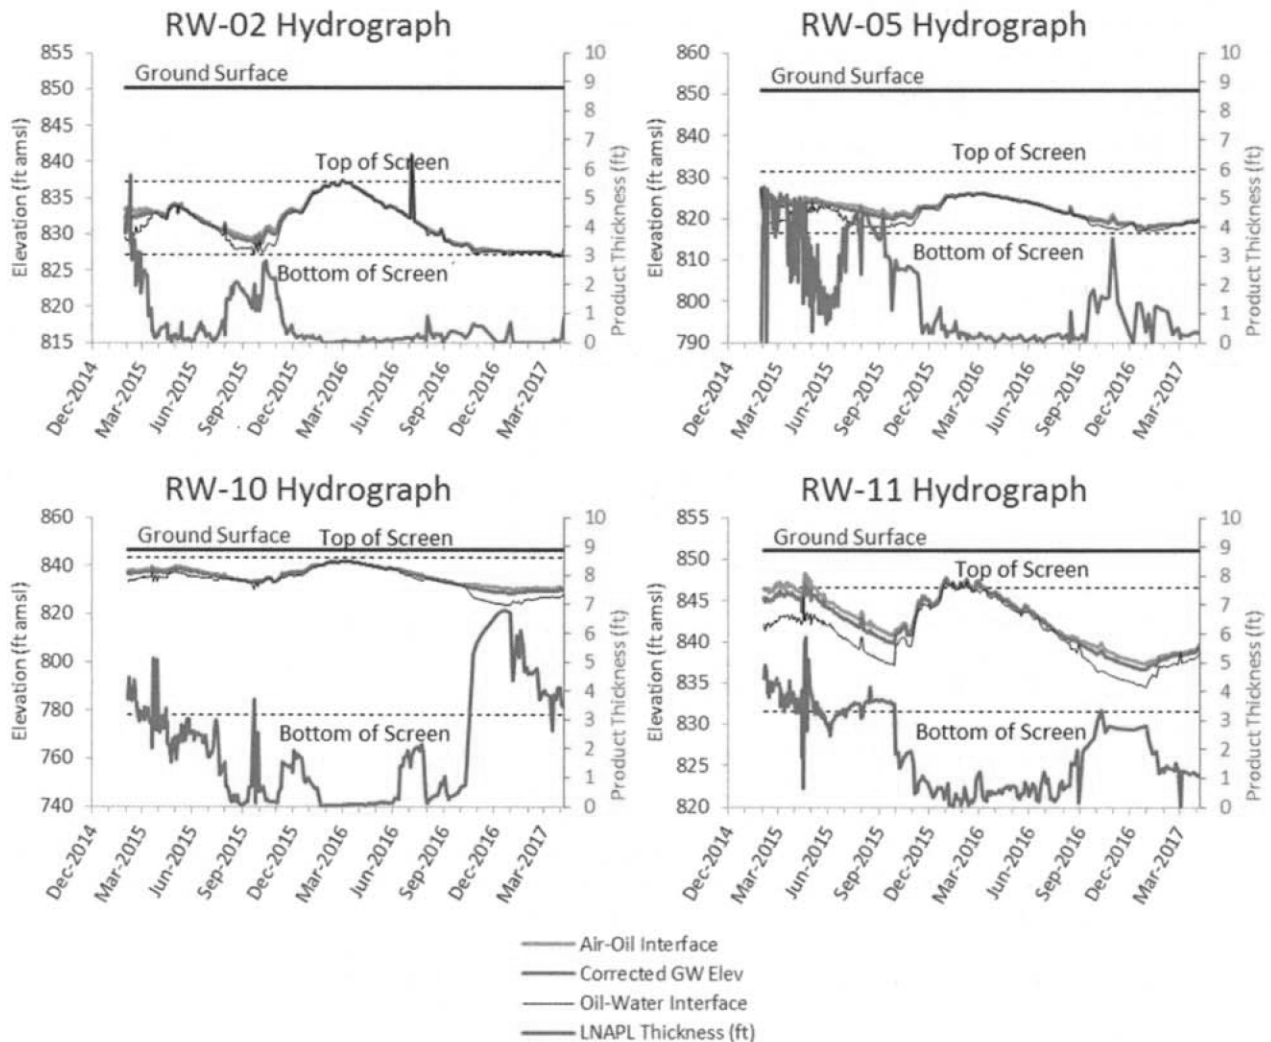 RW-02 Hydrograph
855
850
845
840
835
830
825
820
815
Elevation (ft amsl)
10
9
8
7
6
5
4
3
2
1
0
Product Thickness (ft)
Ground Surface
Top of Screen
Bottom of Screen
Dec-2014
Mar-2015
Jun-2015
Sep-2015
Dec-2015
Mar-2016
Jun-2016
Sep-2016
Dec-2016
Mar-2017
RW-05 Hydrograph
860
850
840
830
820
810
800
790
Elevation (ft amsl)
10
9
8
7
6
5
4
3
2
1
0
Product Thickness (ft)
Ground Surface
Top of Screen
Bottom of Screen
Dec-2014
Mar-2015
Jun-2015
Sep-2015
Dec-2015
Mar-2016
Jun-2016
Sep-2016
Dec-2016
Mar-2017
RW-10 Hydrograph
860
840
820
800
780
760
740
Elevation (ft amsl)
10
9
8
7
6
5
4
3
2
1
0
Product Thickness (ft)
Ground Surface
Top of Screen
Bottom of Screen
Dec-2014
Mar-2015
Jun-2015
Sep-2015
Dec-2015
Mar-2016
Jun-2016
Sep-2016
Dec-2016
Mar-2017
RW-11 Hydrograph
855
850
845
840
835
830
825
820
Elevation (ft amsl)
10
9
8
7
6
5
4
3
2
1
0
Product Thickness (ft)
Ground Surface
Top of Screen
Bottom of Screen
Dec-2014
Mar-2015
Jun-2015
Sep-2015
Dec-2015
Mar-2016
Jun-2016
Sep-2016
Dec-2016
Mar-2017
Air-Oil Interface
Corrected GW Elev
Oil-Water Interface
LNAPL Thickness (ft)